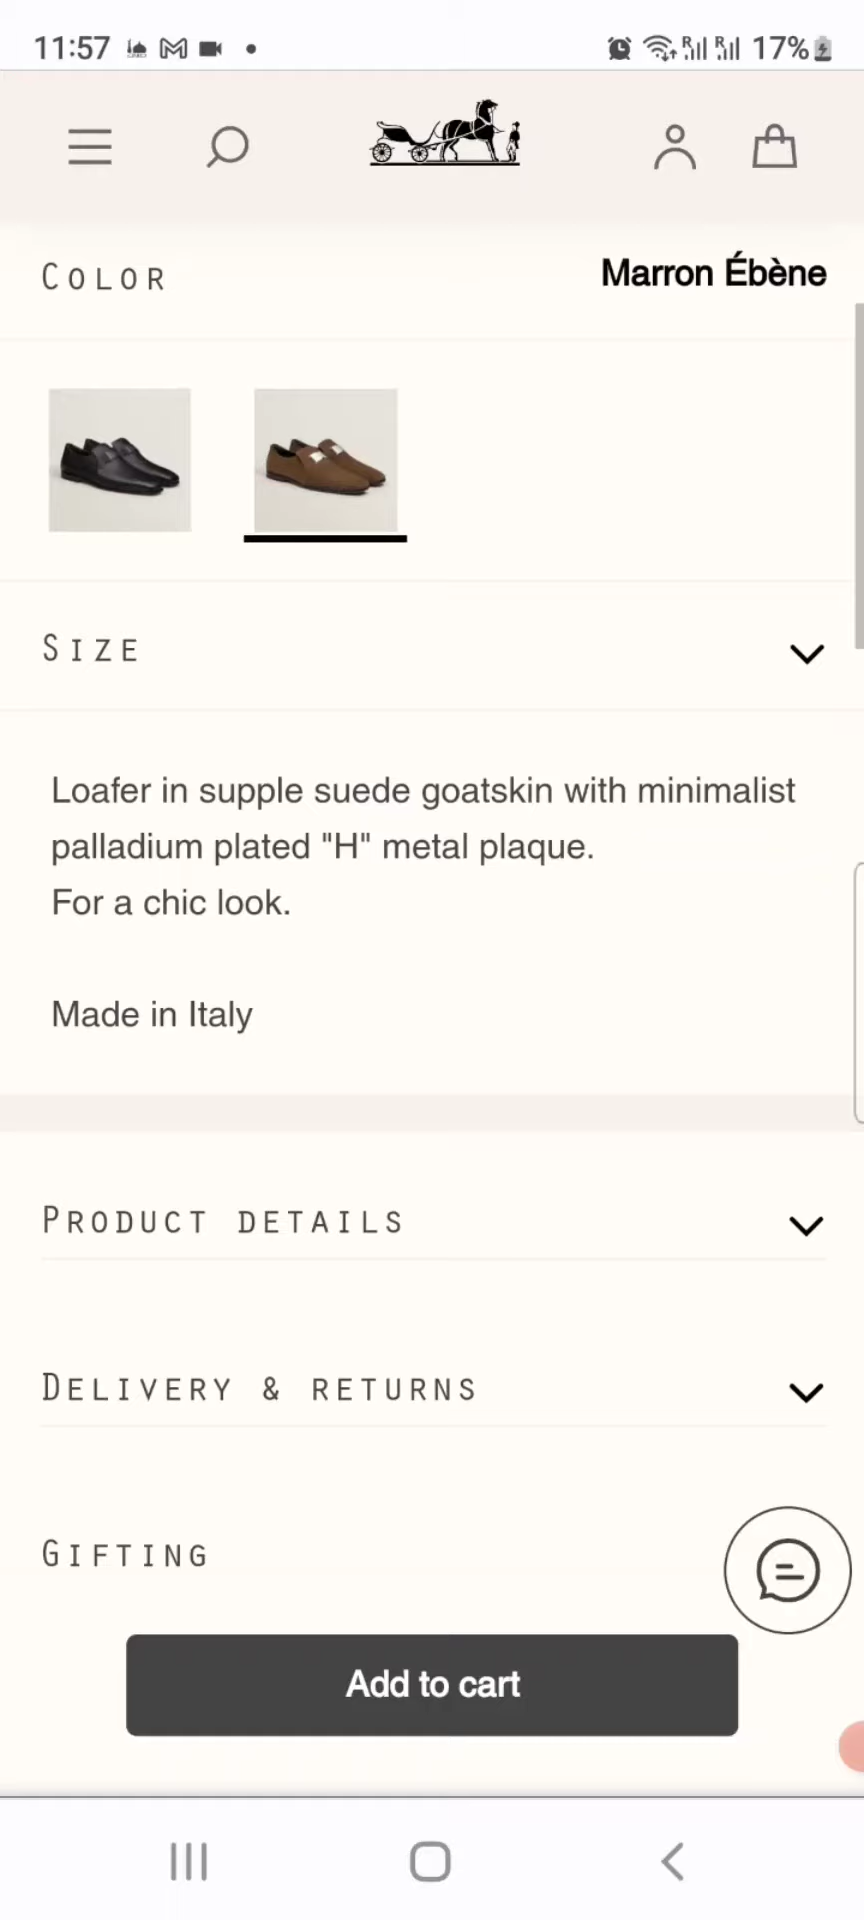 11:57
17%
COLOR
Marron Ébène
SIZE
Loafer in supple suede goatskin with minimalist
palladium plated "H" metal plaque.
For a chic look.
Made in Italy
PRODUCT DETAILS
DELIVERY & RETURNS
GIFTING
Add to cart